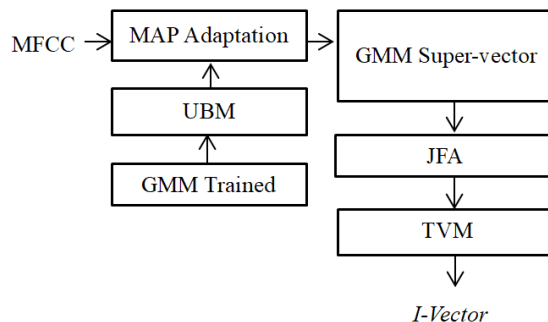 MFCC
MAP Adaptation
GMM Super-vector
UBM
GMM Trained
JFA
TVM
I-Vector